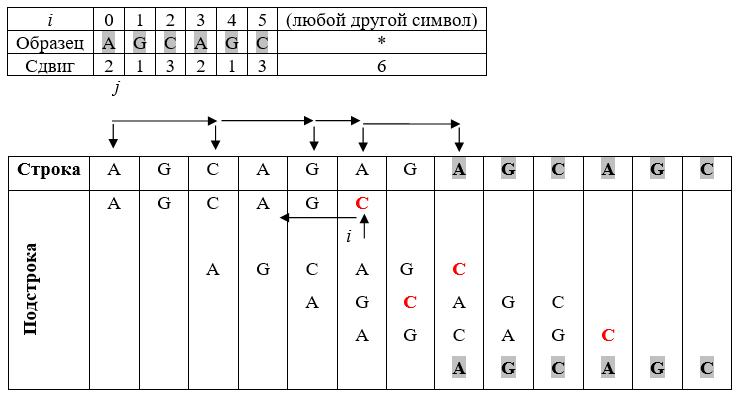 i 0 1 2 3 4 5 (любой другой символ)
Образец A G C A G C *
Сдвиг 2 1 3 2 1 3 6
j
Строка A G C A G A G A G C A G C
Подстрока
A G C A G C
i
A G C A G C
A G C A G C
A G C A G C
A G C A G C